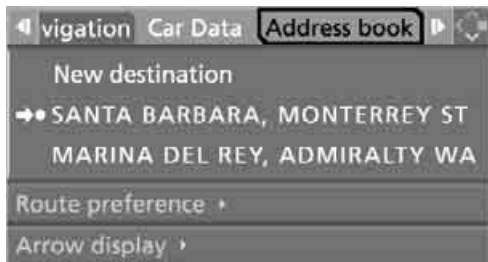 vigation Car Data Address book
New destination
SANTA BARBARA, MONTERREY ST
MARINA DEL REY, ADMIRALTY WA
Route preference
Arrow display